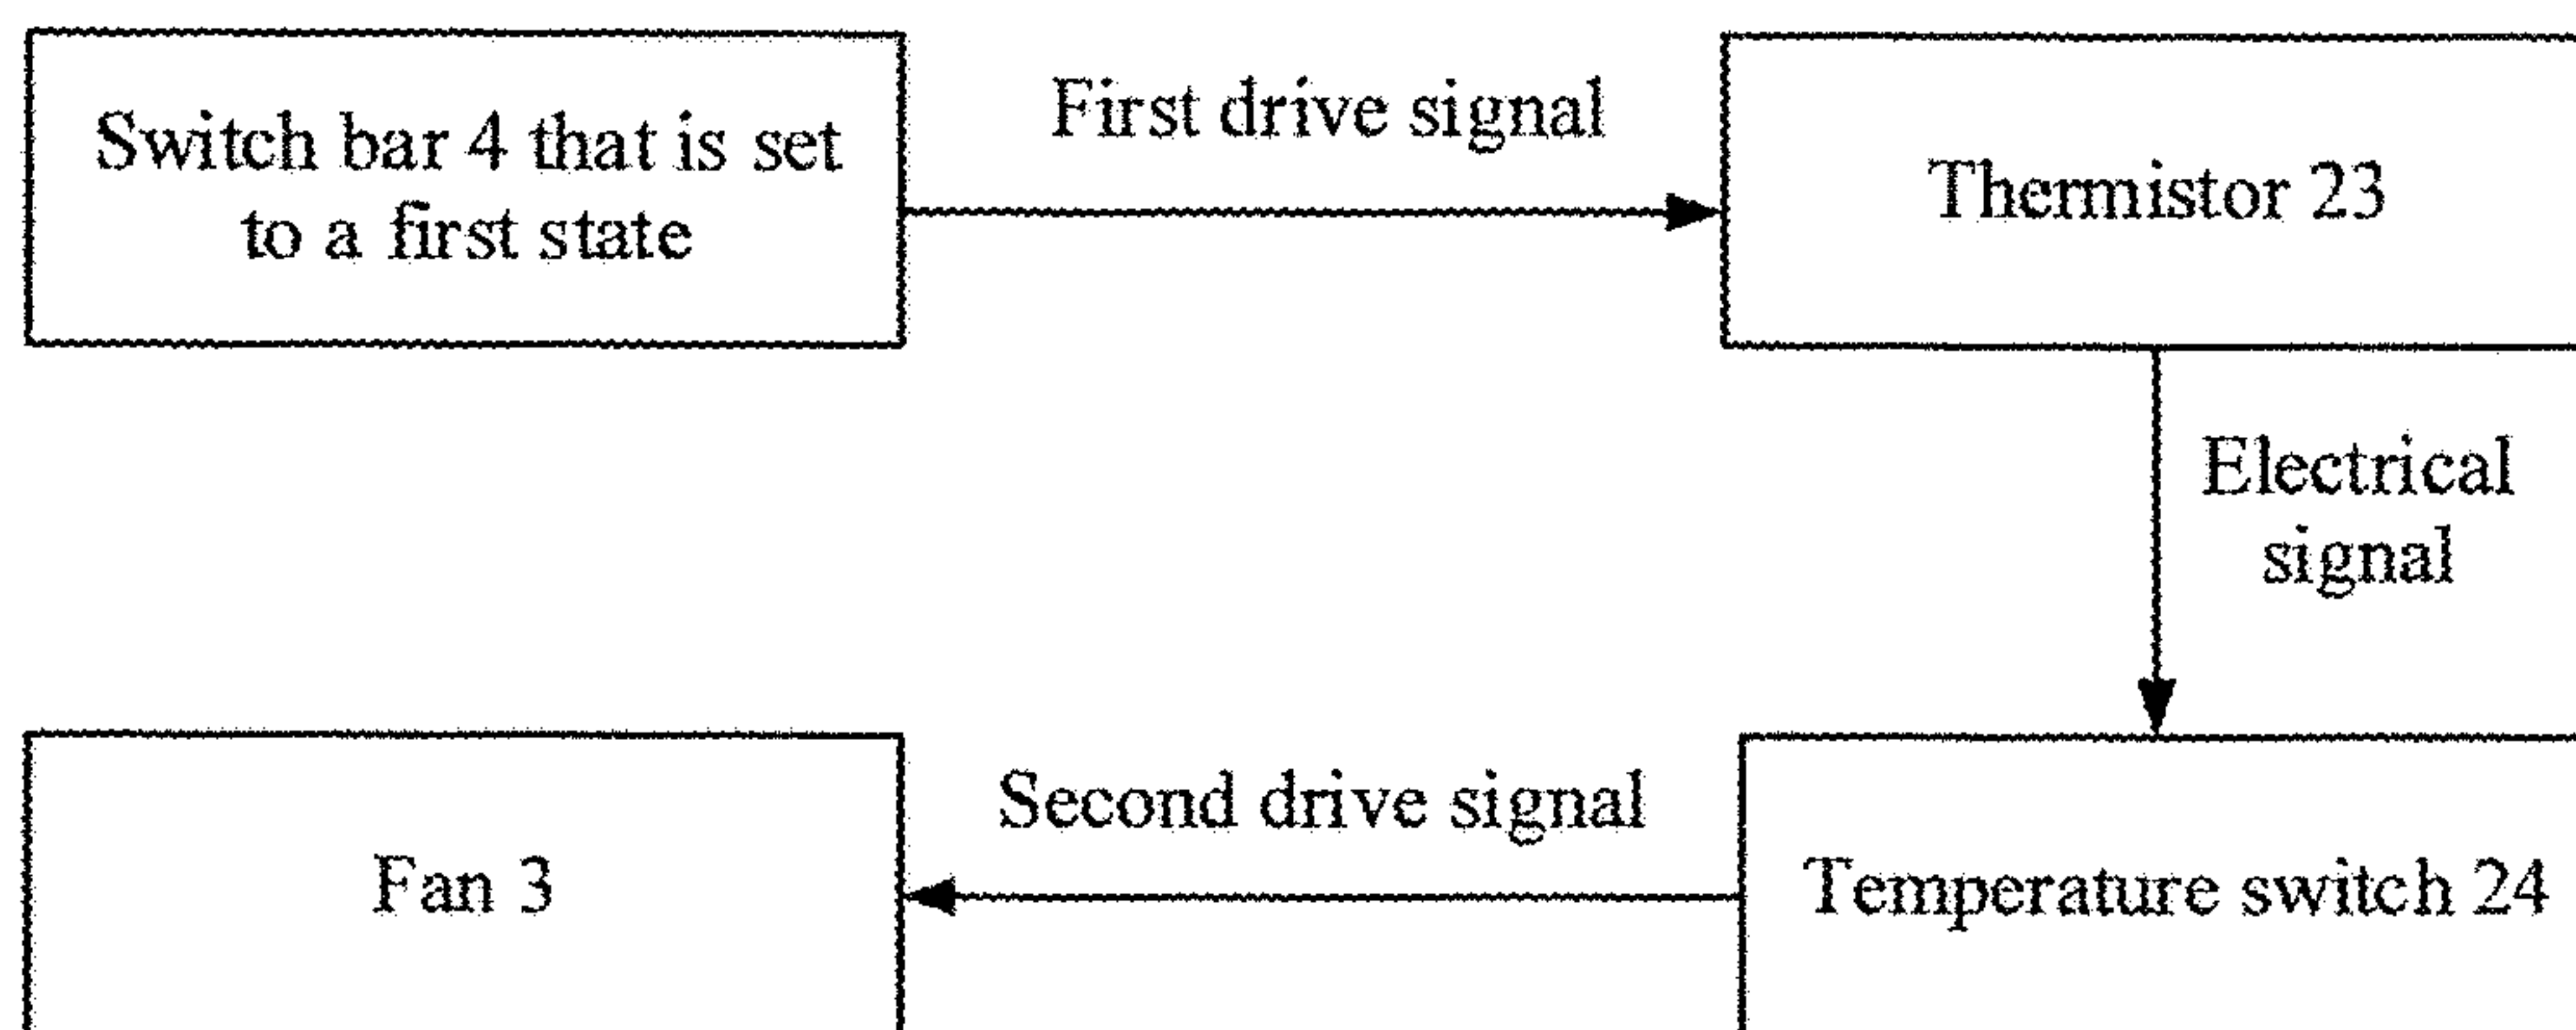 Switch bar 4 that is set
to a first state
First drive signal
Thermistor 23
Electrical
signal
Fan 3
Second drive signal
Temperature switch 24